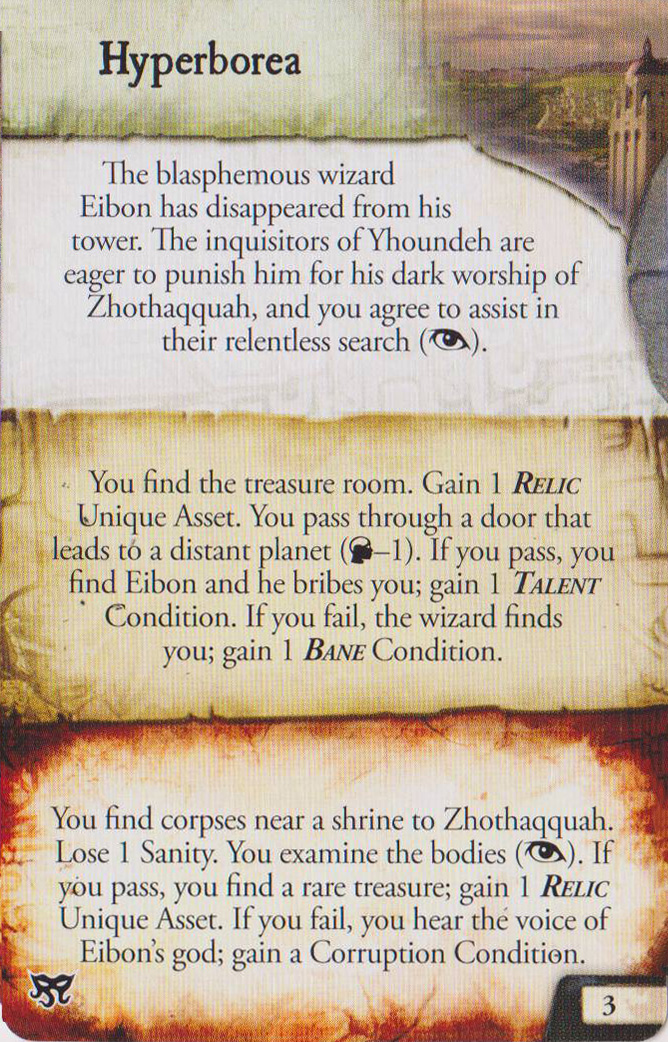 Hyperborea
The blasphemous wizard
Eibon has disappeared from his
tower. The inquisitors of Yhoundeh are
eager to punish him for his dark worship of
Zhothaqquah, and you agree to assist in
their relentless search ( ).
You find the treasure room. Gain 1 RELIC
Unique Asset. You pass through a door that
leads to a distant planet ( –1). If you pass, you
find Eibon and he bribes you; gain 1 TALENT
Condition. If you fail, the wizard finds
you; gain 1 BANE Condition.
You find corpses near a shrine to Zhothaqquah.
Lose 1 Sanity. You examine the bodies ( ). If
you pass, you find a rare treasure; gain 1 RELIC
Unique Asset. If you fail, you hear the voice of
Eibon's god; gain a Corruption Condition.
3